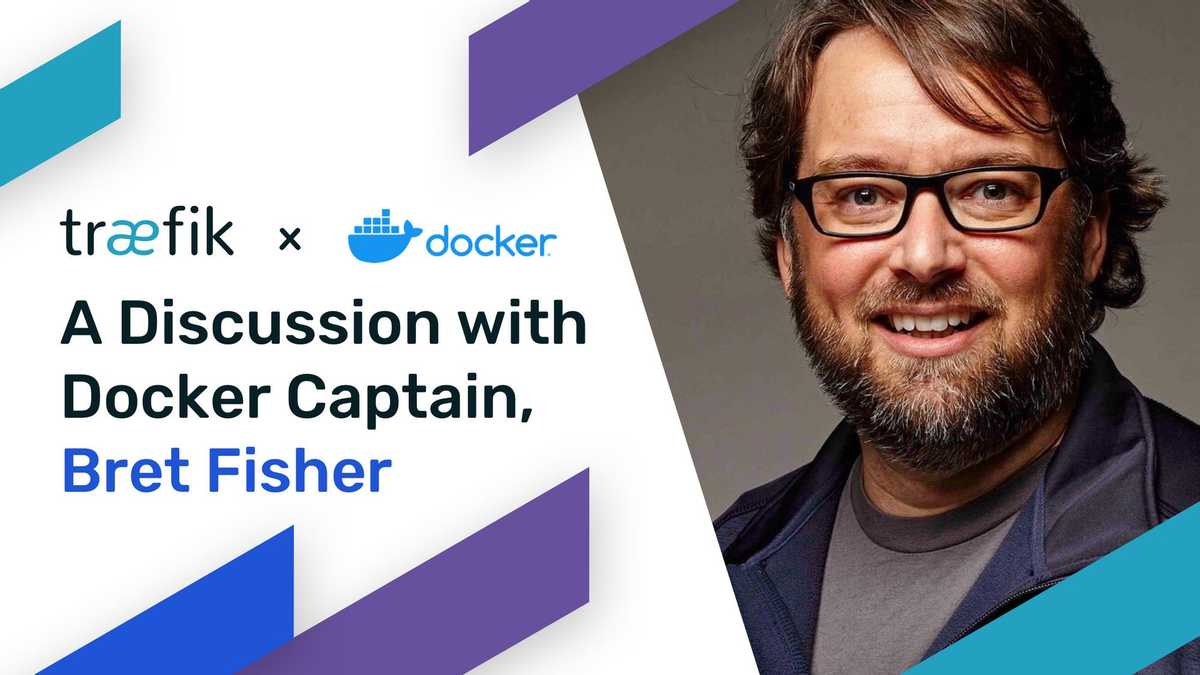 træfik x docker
A Discussion with
Docker Captain,
Bret Fisher